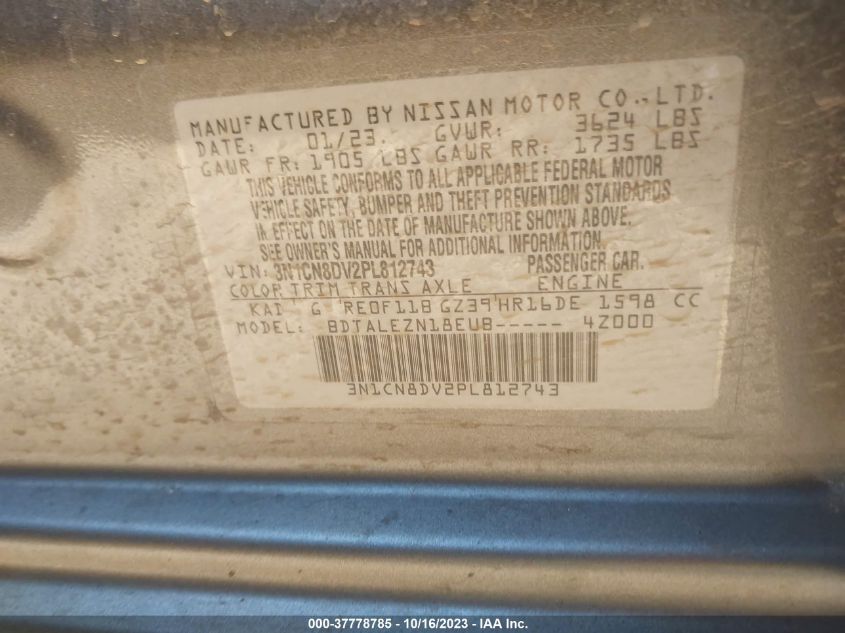 MANUFACTURED BY NISSAN MOTOR CO., LTD.
DATE: 01/23. GVWR: 3624 LBS
GAWR FR: 1905 LBS GAWR RR: 1735 LBS
THIS VEHICLE CONFORMS TO ALL APPLICABLE FEDERAL MOTOR
VEHICLE SAFETY, BUMPER AND THEFT PREVENTION STANDARDS
IN EFFECT ON THE DATE OF MANUFACTURE SHOWN ABOVE.
SEE OWNER'S MANUAL FOR ADDITIONAL INFORMATION.
VIN: 3N1CN8DV2PL812743 PASSENGER CAR.
COLOR TRIM TRANS AXLE ENGINE
KAD G RE0F11B GZ39 HR16DE 1598 CC
MODEL: BDTALEZN18EUB----- 4Z000
3N1CN8DV2PL812743
000-37778785 - 10/16/2023 - IAA Inc.